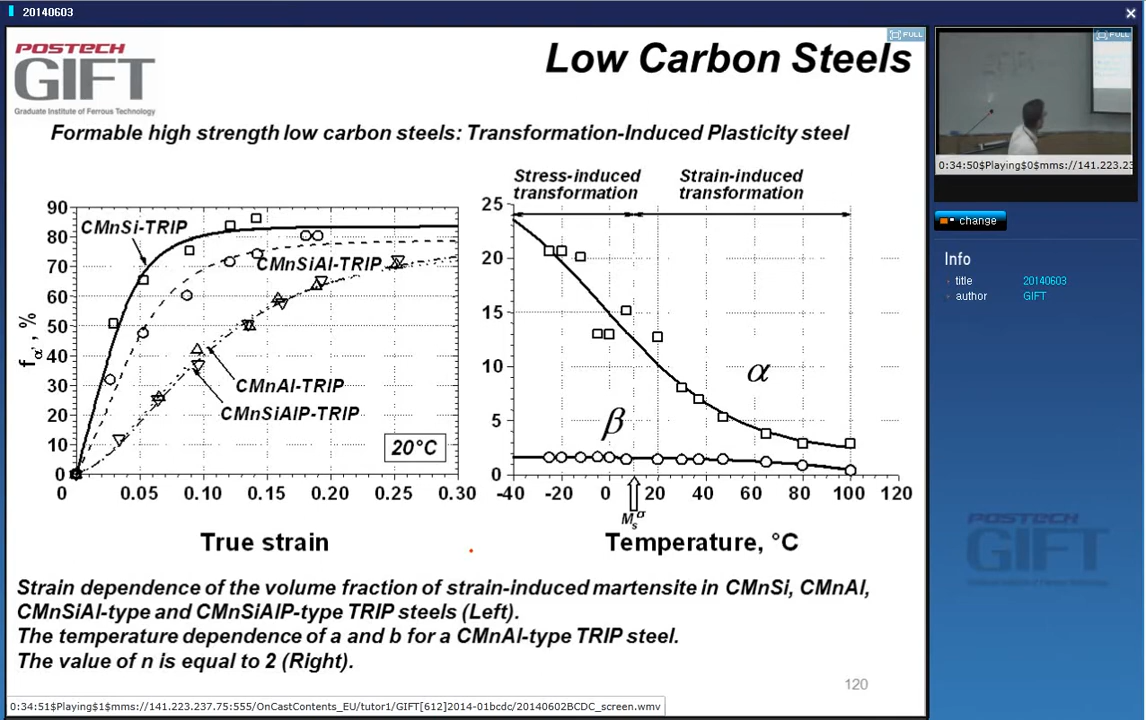 20140603
POSTECH
GIFT
Graduate Institute of Ferrous Technology
FULL
Low Carbon Steels
Formable high strength low carbon steels: Transformation-Induced Plasticity steel
90
80
70
60
50
40
30
20
10
0
fα', %
CMnSi-TRIP
CMnSiAl-TRIP
CMnAl-TRIP
CMnSiAlP-TRIP
20°C
0 0.05 0.10 0.15 0.20 0.25 0.30
True strain
Stress-induced transformation
Strain-induced transformation
25
20
15
10
5
0
α
β
-40 -20 0 20 40 60 80 100 120
Msσ
Temperature, °C
Strain dependence of the volume fraction of strain-induced martensite in CMnSi, CMnAl,
CMnSiAl-type and CMnSiAlP-type TRIP steels (Left).
The temperature dependence of a and b for a CMnAl-type TRIP steel.
The value of n is equal to 2 (Right).
120
0:34:51$Playing$1$mms://141.223.237.75:555/OnCastContents_EU/tutor1/GIFT[612]2014-01bcdc/20140602BCDC_screen.wmv
FULL
0:34:50$Playing$0$mms://141.223.23
change
Info
title 20140603
author GIFT
POSTECH
GIFT